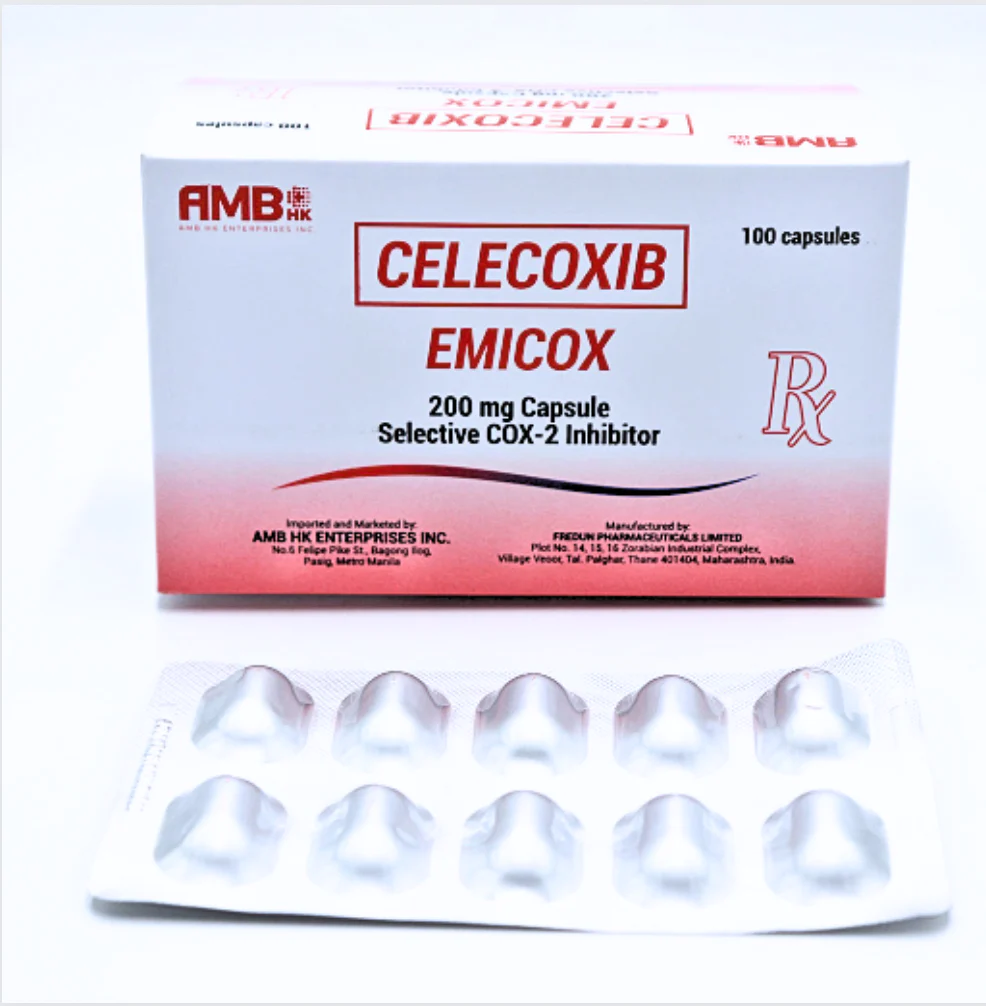 100 capsules
EMICOX
CELECOXIB
AMB HK
AMB HK
AMB HK ENTERPRISES INC.
CELECOXIB
100 capsules
EMICOX
200 mg Capsule
Selective COX-2 Inhibitor
Rx
Imported and Marketed by:
AMB HK ENTERPRISES INC.
No.6 Felipe Pike St., Bagong Ilog,
Pasig, Metro Manila
Manufactured by:
FREDUN PHARMACEUTICALS LIMITED
Plot No. 14, 15, 16 Zorabian Industrial Complex,
Village Veoor, Tal. Palghar, Thane 401404, Maharashtra, India.